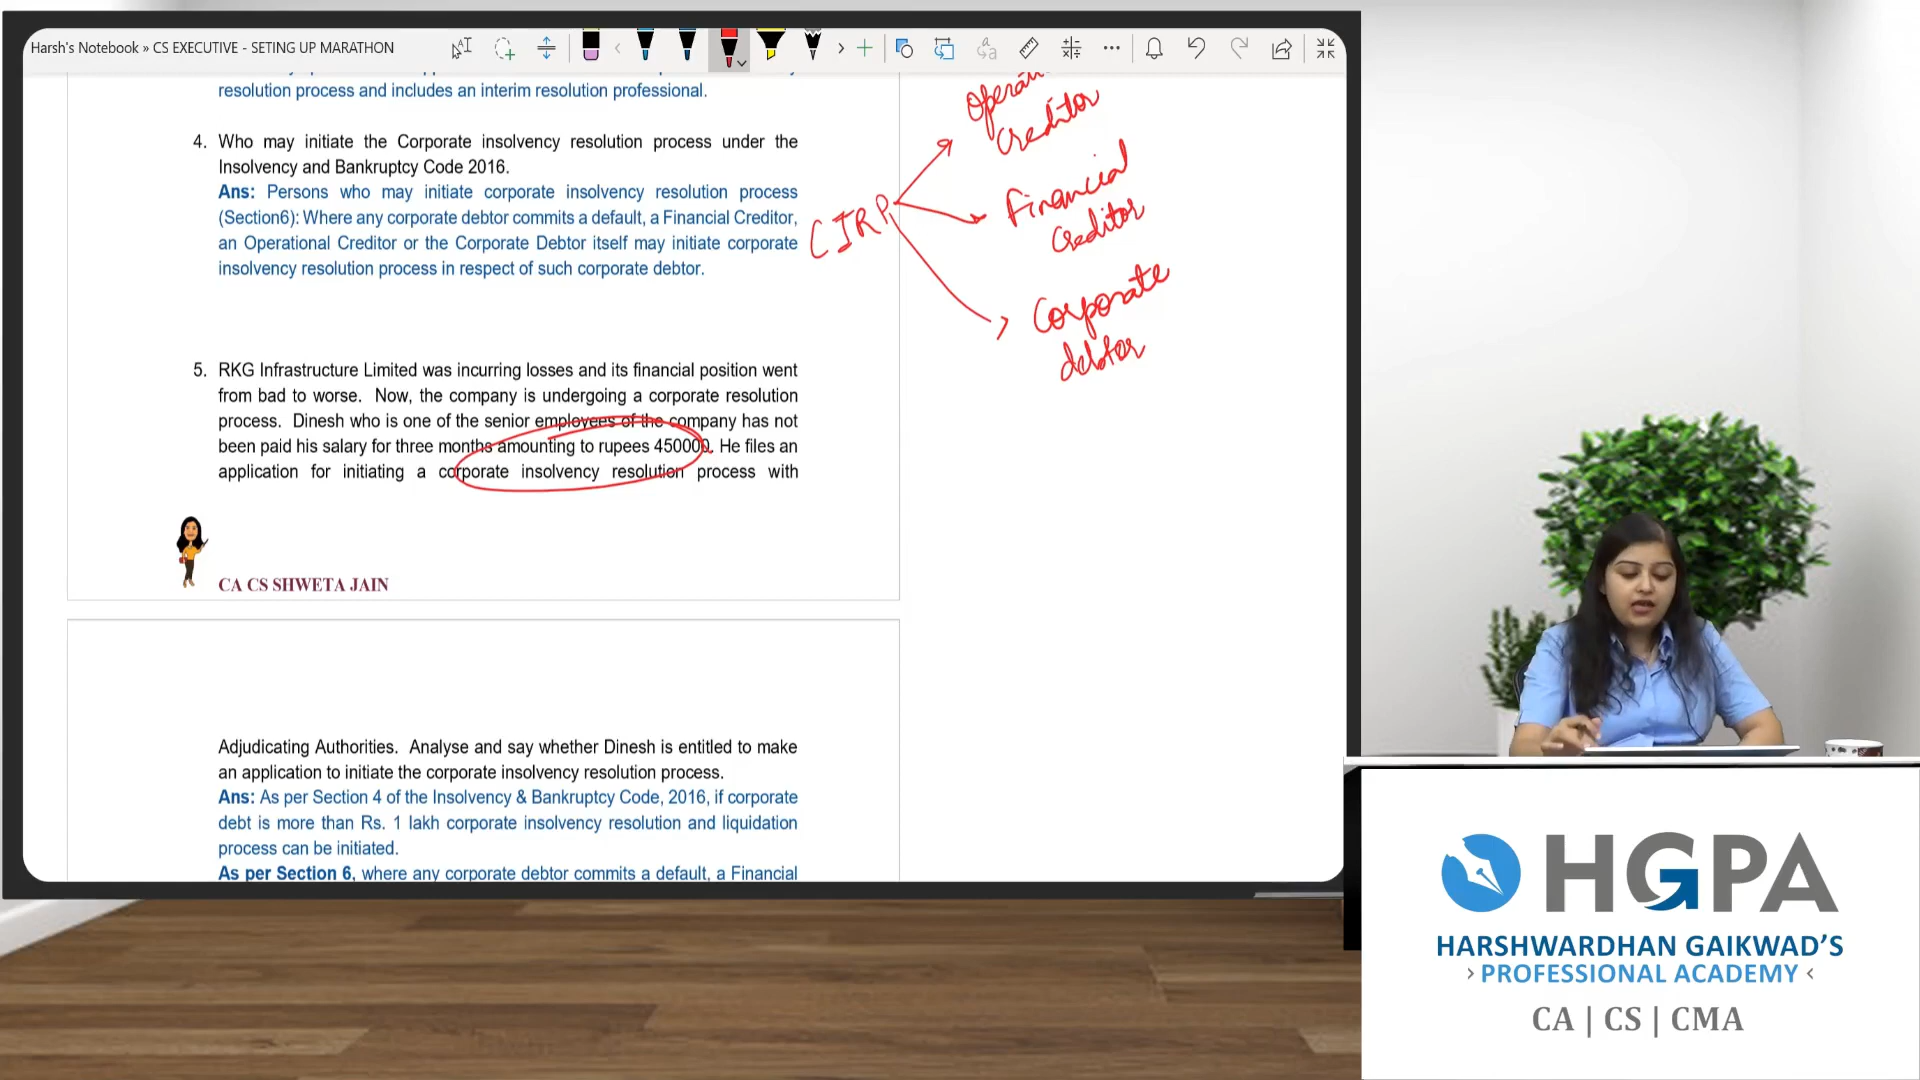 Harsh's Notebook » CS EXECUTIVE - SETING UP MARATHON
resolution process and includes an interim resolution professional.
4. Who may initiate the Corporate insolvency resolution process under the
Insolvency and Bankruptcy Code 2016.
Ans: Persons who may initiate corporate insolvency resolution process
(Section6): Where any corporate debtor commits a default, a Financial Creditor,
an Operational Creditor or the Corporate Debtor itself may initiate corporate
insolvency resolution process in respect of such corporate debtor.
CIRP
Creditor
Financial
Creditor
Corporate
debtor
5. RKG Infrastructure Limited was incurring losses and its financial position went
from bad to worse. Now, the company is undergoing a corporate resolution
process. Dinesh who is one of the senior employees of the company has not
been paid his salary for three months amounting to rupees 450000. He files an
application for initiating a corporate insolvency resolution process with
CA CS SHWETA JAIN
Adjudicating Authorities. Analyse and say whether Dinesh is entitled to make
an application to initiate the corporate insolvency resolution process.
Ans: As per Section 4 of the Insolvency & Bankruptcy Code, 2016, if corporate
debt is more than Rs. 1 lakh corporate insolvency resolution and liquidation
process can be initiated.
As per Section 6, where any corporate debtor commits a default, a Financial
HGPA
HARSHWARDHAN GAIKWAD'S
› PROFESSIONAL ACADEMY ‹
CA | CS | CMA